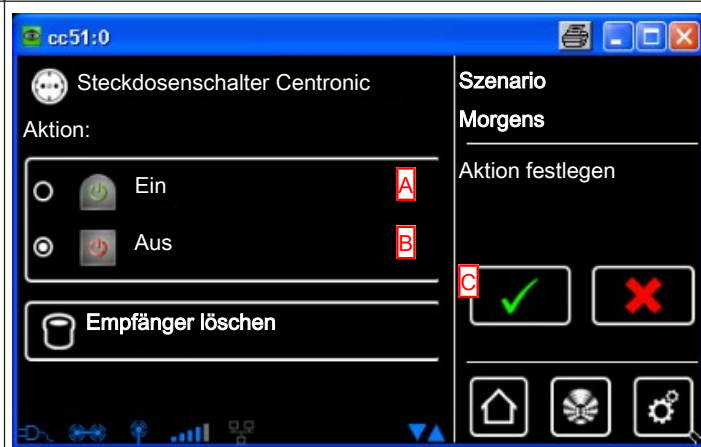 cc51:0
Steckdosenschalter Centronic
Aktion:
Ein
A
Aus
B
Empfänger löschen
Szenario
Morgens
Aktion festlegen
C